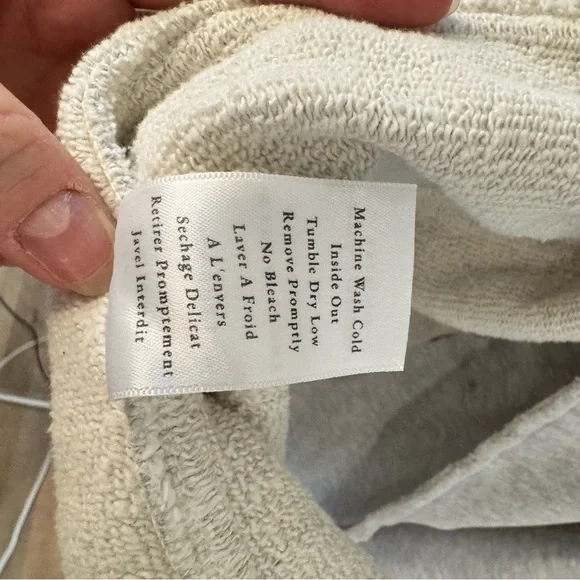 Machine Wash Cold
Inside Out
Tumble Dry Low
Remove Promptly
No Bleach
Laver A Froid
A L'envers
Sechage Delicat
Retirer Promptement
Javel Interdit